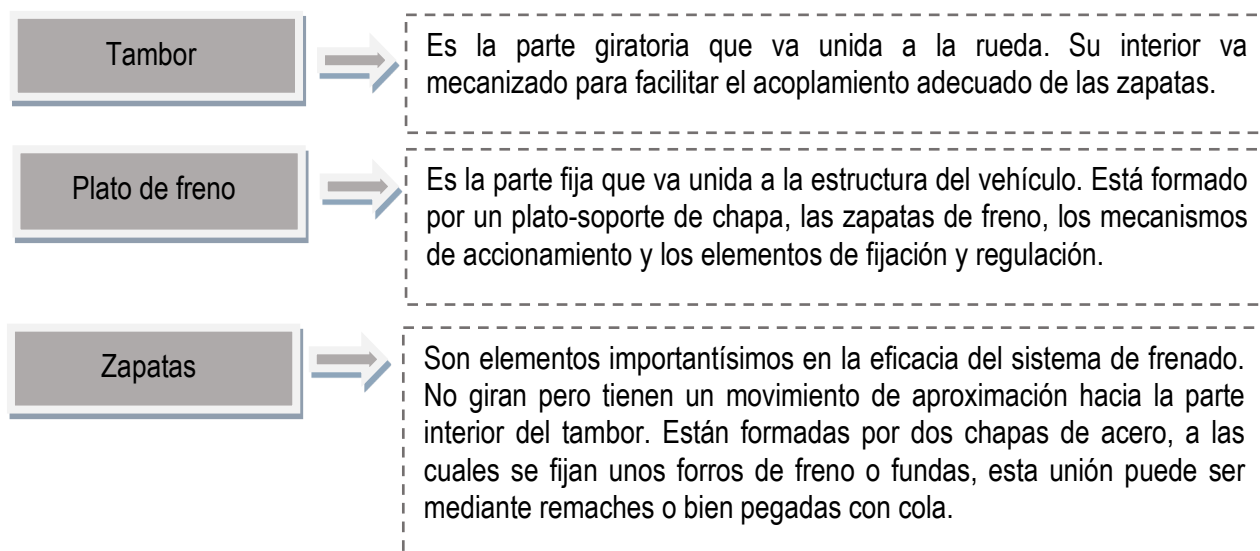 Tambor
Es la parte giratoria que va unida a la rueda. Su interior va
mecanizado para facilitar el acoplamiento adecuado de las zapatas.
Plato de freno
Es la parte fija que va unida a la estructura del vehículo. Está formado
por un plato-soporte de chapa, las zapatas de freno, los mecanismos
de accionamiento y los elementos de fijación y regulación.
Zapatas
Son elementos importantísimos en la eficacia del sistema de frenado.
No giran pero tienen un movimiento de aproximación hacia la parte
interior del tambor. Están formadas por dos chapas de acero, a las
cuales se fijan unos forros de freno o fundas, esta unión puede ser
mediante remaches o bien pegadas con cola.